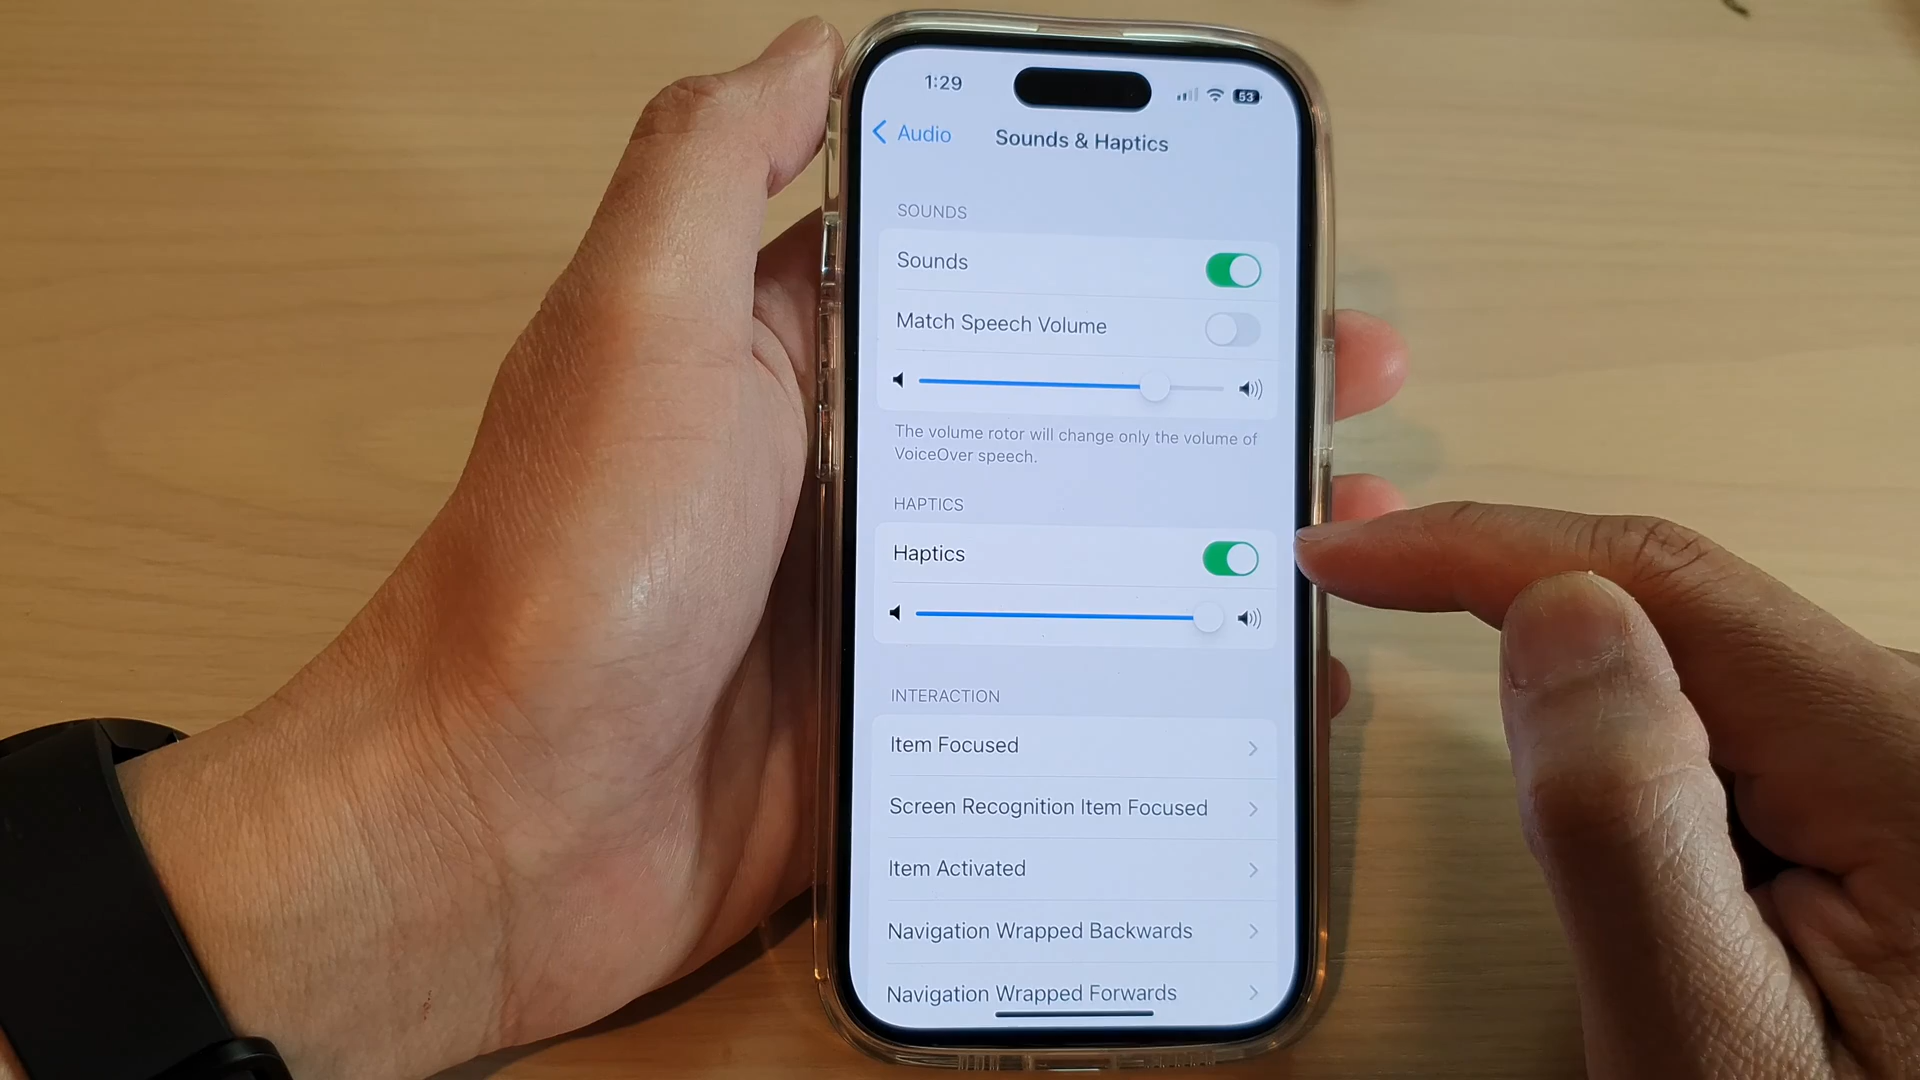 1:29
53
Audio
Sounds & Haptics
SOUNDS
Sounds
Match Speech Volume
The volume rotor will change only the volume of
VoiceOver speech.
HAPTICS
Haptics
INTERACTION
Item Focused
Screen Recognition Item Focused
Item Activated
Navigation Wrapped Backwards
Navigation Wrapped Forwards